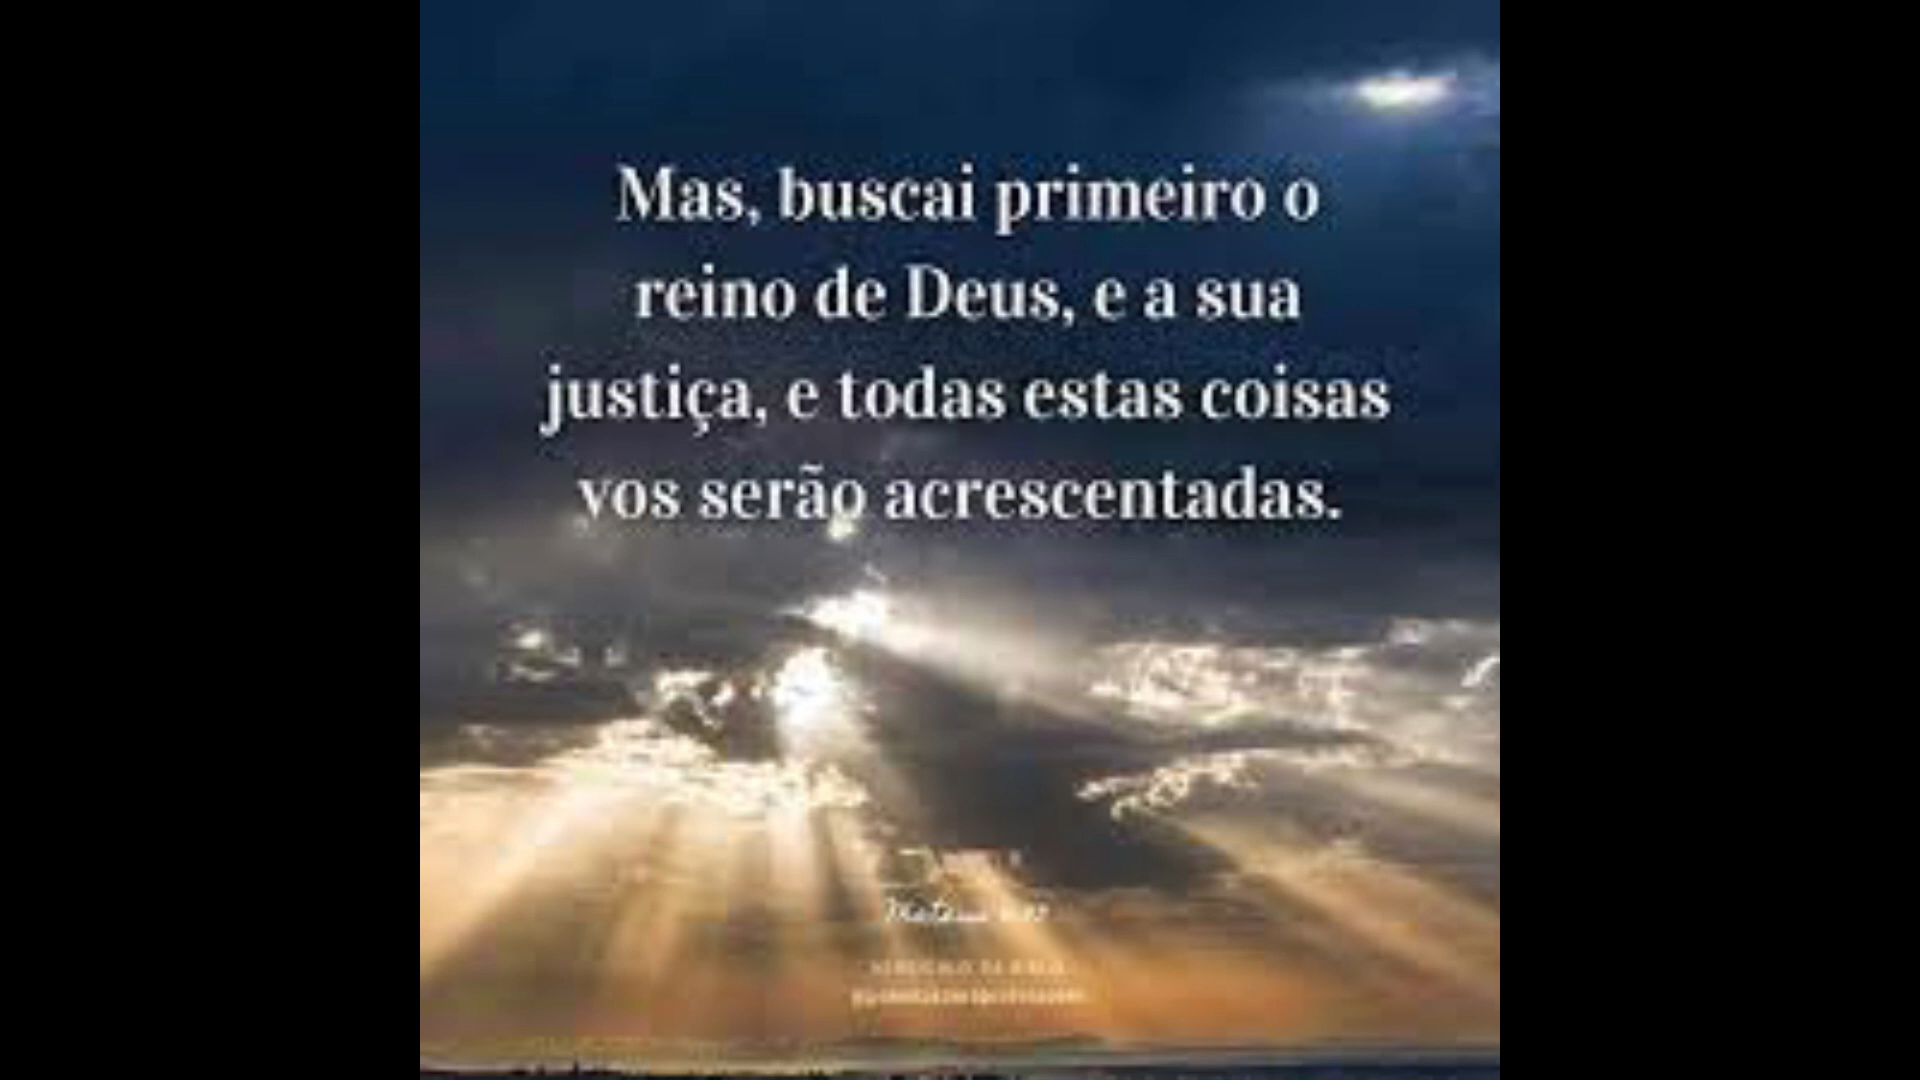 Mas, buscai primeiro o
reino de Deus, e a sua
justiça, e todas estas coisas
vos serão acrescentadas.